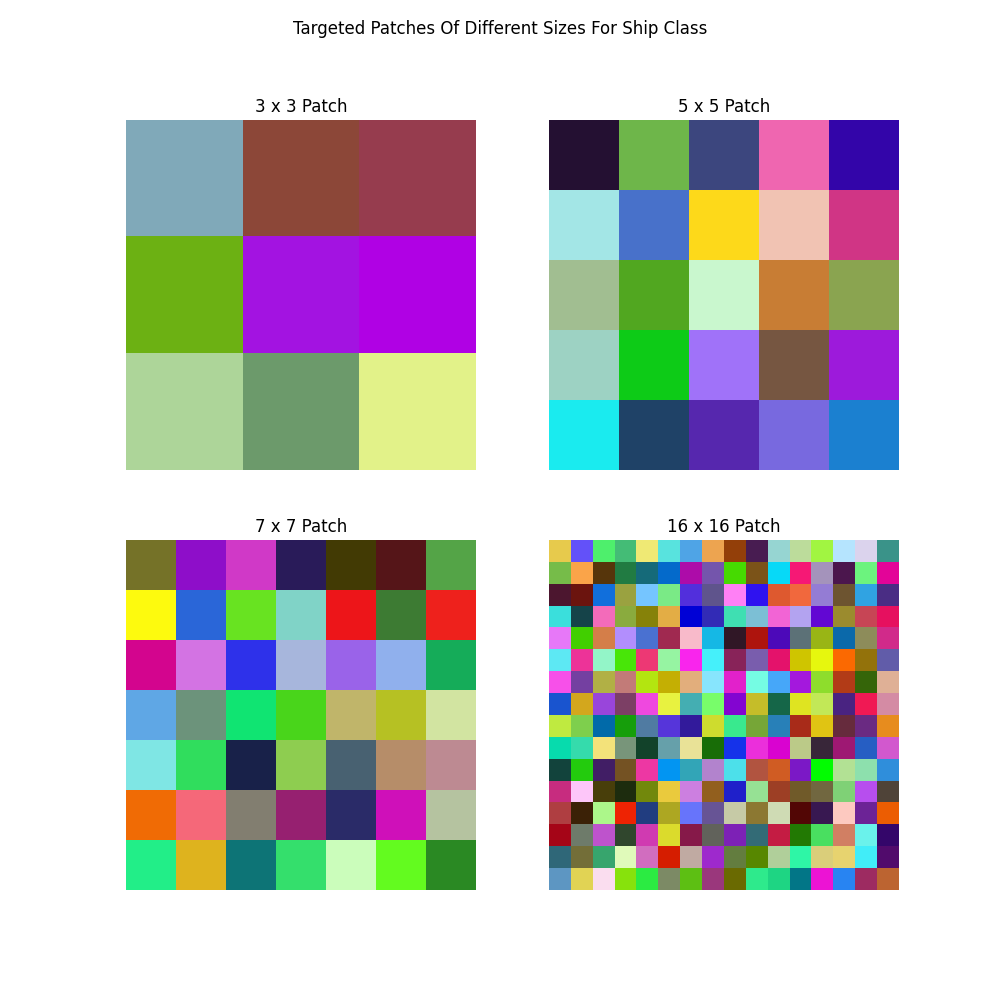 Targeted Patches Of Different Sizes For Ship Class
3 x 3 Patch
5 x 5 Patch
7 x 7 Patch
16 x 16 Patch